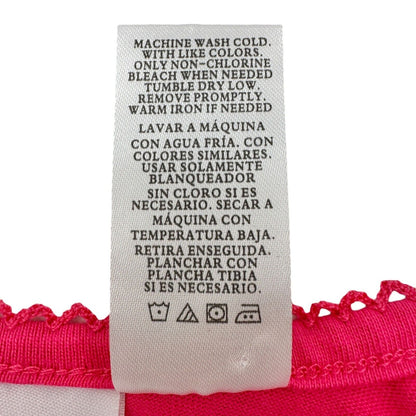 MACHINE WASH COLD.
WITH LIKE COLORS.
ONLY NON-CHLORINE
BLEACH WHEN NEEDED
TUMBLE DRY LOW.
REMOVE PROMPTLY.
WARM IRON IF NEEDED
LAVAR A MÁQUINA
CON AGUA FRÍA. CON
COLORES SIMILARES.
USAR SOLAMENTE
BLANQUEADOR
SIN CLORO SI ES
NECESARIO. SECAR A
MÁQUINA CON
TEMPERATURA BAJA.
RETIRA ENSEGUIDA.
PLANCHAR CON
PLANCHA TIBIA
SI ES NECESARIO.